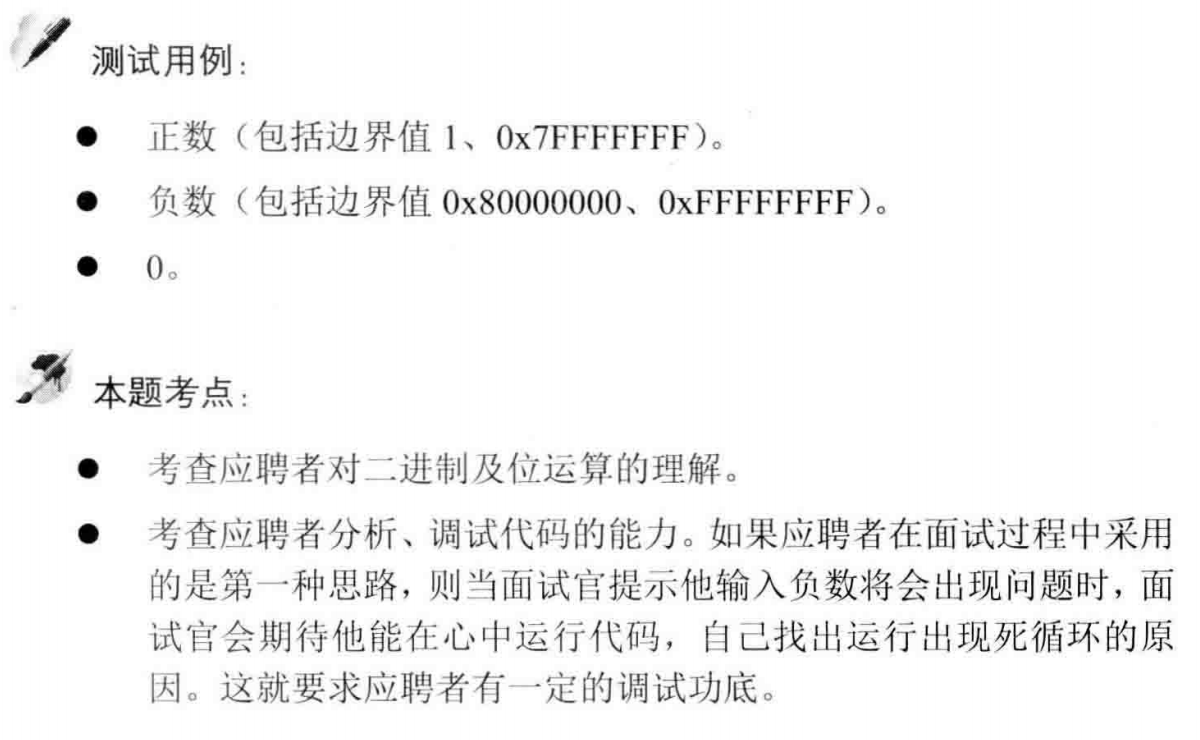 测试用例：
● 正数（包括边界值 1、0x7FFFFFFF）。
● 负数（包括边界值 0x80000000、0xFFFFFFFF）。
● 0。
本题考点：
● 考查应聘者对二进制及位运算的理解。
● 考查应聘者分析、调试代码的能力。如果应聘者在面试过程中采用
的是第一种思路，则当面试官提示他输入负数将会出现问题时，面
试官会期待他能在心中运行代码，自己找出运行出现死循环的原
因。这就要求应聘者有一定的调试功底。